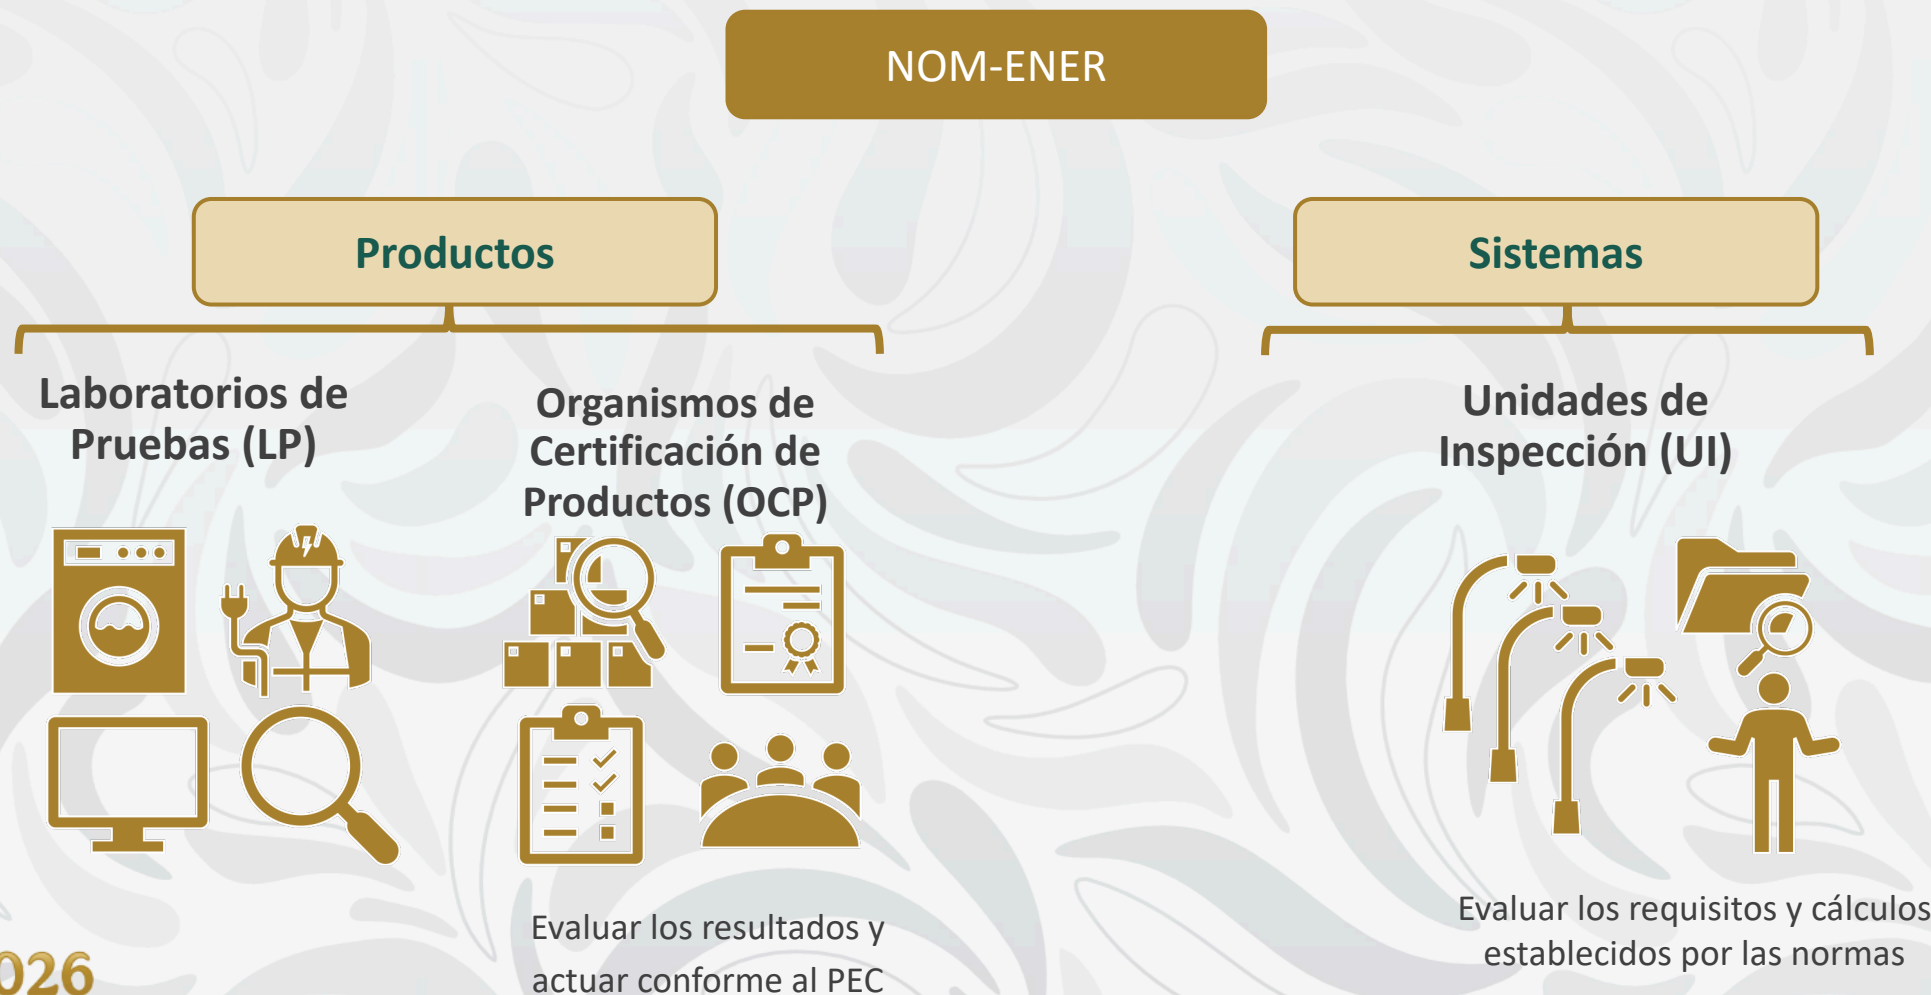 NOM-ENER
Productos
Sistemas
Laboratorios de
Pruebas (LP)
Organismos de
Certificación de
Productos (OCP)
Unidades de
Inspección (UI)
Evaluar los resultados y
actuar conforme al PEC
Evaluar los requisitos y cálculos
establecidos por las normas
026